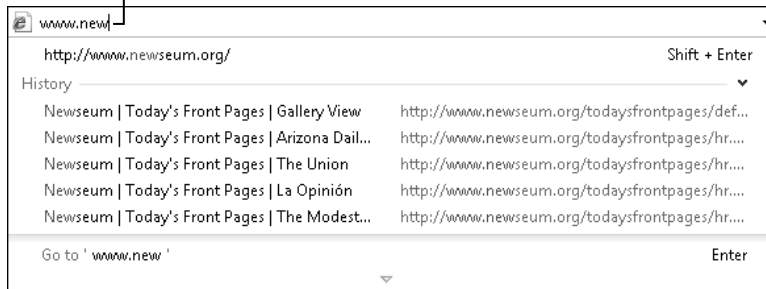 www.new
http://www.newseum.org/ Shift + Enter
History
Newseum | Today's Front Pages | Gallery View http://www.newseum.org/todaysfrontpages/def...
Newseum | Today's Front Pages | Arizona Dail... http://www.newseum.org/todaysfrontpages/hr....
Newseum | Today's Front Pages | The Union http://www.newseum.org/todaysfrontpages/hr....
Newseum | Today's Front Pages | La Opinión http://www.newseum.org/todaysfrontpages/hr....
Newseum | Today's Front Pages | The Modest... http://www.newseum.org/todaysfrontpages/hr....
Go to ' www.new ' Enter